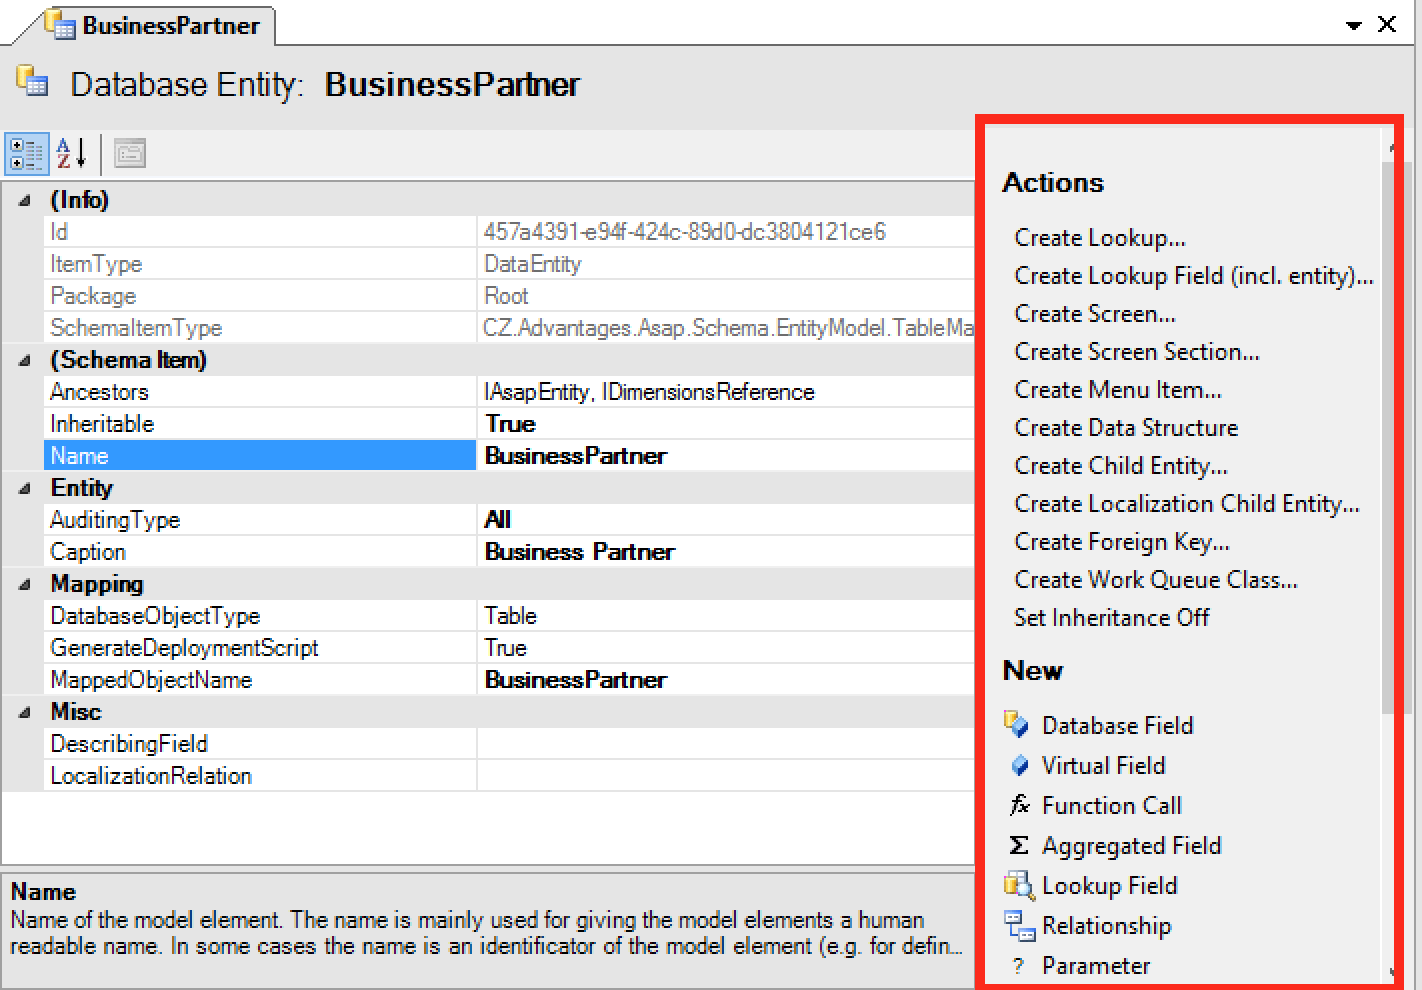 BusinessPartner
Database Entity: BusinessPartner
(Info)
Id 457a4391-e94f-424c-89d0-dc3804121ce6
ItemType DataEntity
Package Root
SchemaItemType CZ.Advantages.Asap.Schema.EntityModel.TableMa
(Schema Item)
Ancestors IAsapEntity, IDimensionsReference
Inheritable True
Name BusinessPartner
Entity
AuditingType All
Caption Business Partner
Mapping
DatabaseObjectType Table
GenerateDeploymentScript True
MappedObjectName BusinessPartner
Misc
DescribingField
LocalizationRelation
Name
Name of the model element. The name is mainly used for giving the model elements a human
readable name. In some cases the name is an identificator of the model element (e.g. for defin...
Actions
Create Lookup...
Create Lookup Field (incl. entity)...
Create Screen...
Create Screen Section...
Create Menu Item...
Create Data Structure
Create Child Entity...
Create Localization Child Entity...
Create Foreign Key...
Create Work Queue Class...
Set Inheritance Off
New
Database Field
Virtual Field
Function Call
Aggregated Field
Lookup Field
Relationship
Parameter